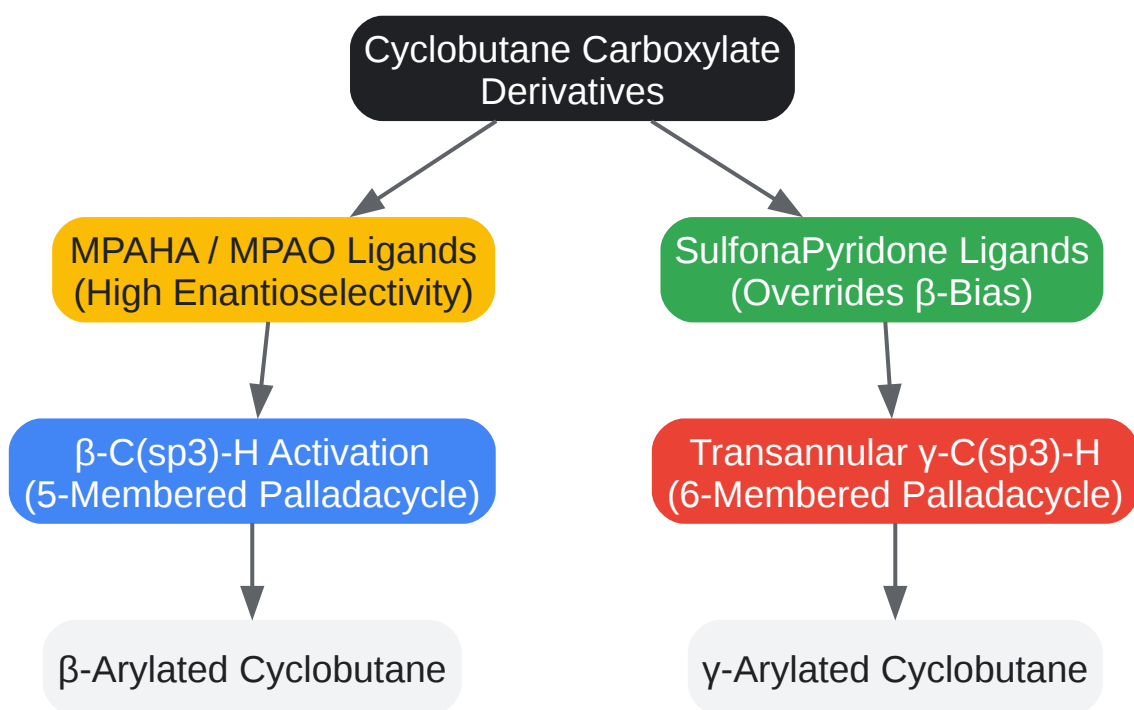 Cyclobutane Carboxylate
Derivatives
MPAHA / MPAO Ligands
(High Enantioselectivity)
SulfonaPyridone Ligands
(Overrides β-Bias)
β-C(sp3)-H Activation
(5-Membered Palladacycle)
Transannular γ-C(sp3)-H
(6-Membered Palladacycle)
β-Arylated Cyclobutane
γ-Arylated Cyclobutane